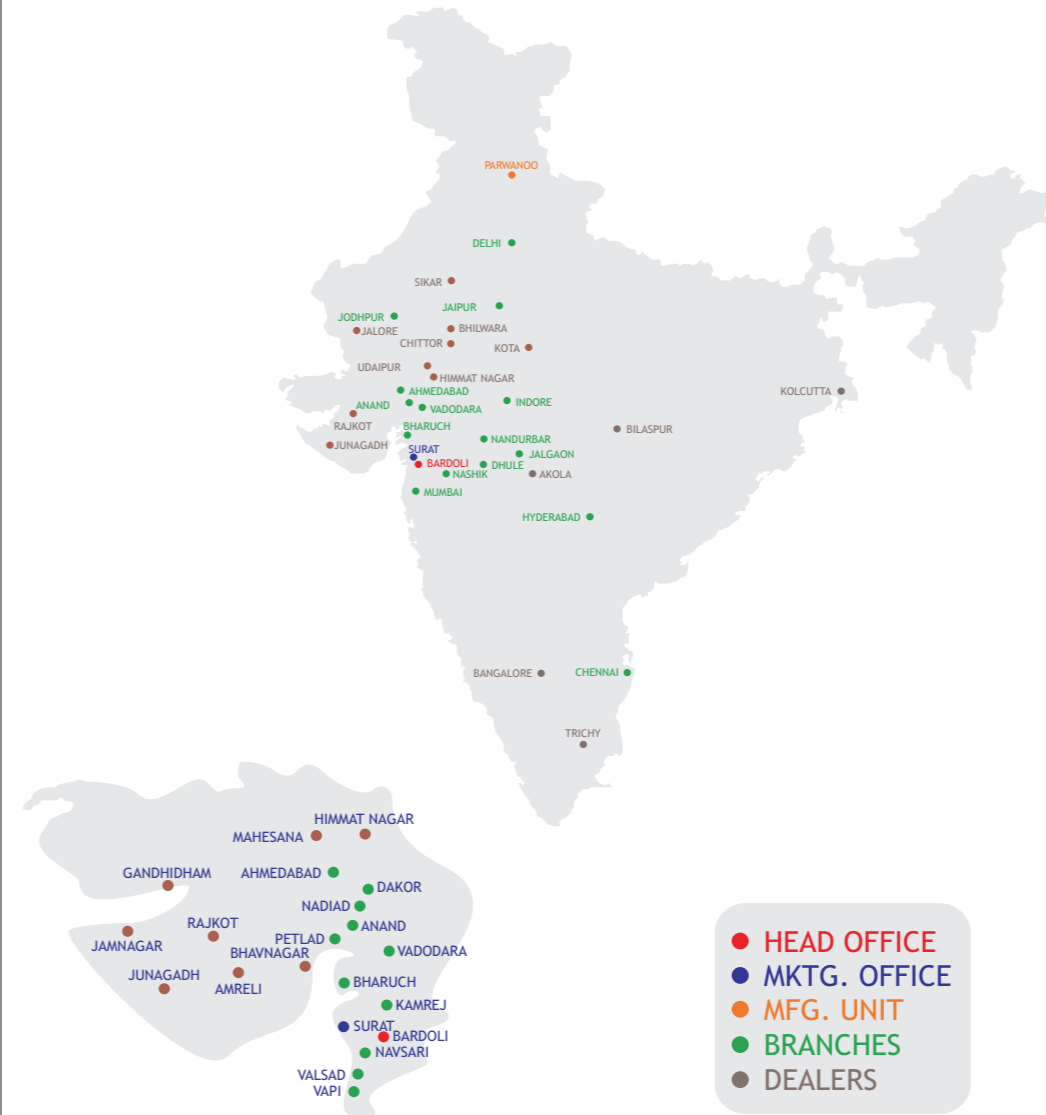 PARWANOO
DELHI
SIKAR
JAIPUR
JODHPUR
JALORE
BHILWARA
CHITTOR
KOTA
UDAIPUR
HIMMAT NAGAR
AHMEDABAD
KOLCUTTA
ANAND
VADODARA
INDORE
RAJKOT
BHARUCH
BILASPUR
JUNAGADH
NANDURBAR
SURAT
JALGAON
BARDOLI
DHULE
NASHIK
AKOLA
MUMBAI
HYDERABAD
BANGALORE
CHENNAI
TRICHY
HIMMAT NAGAR
MAHESANA
GANDHIDHAM
AHMEDABAD
DAKOR
NADIAD
RAJKOT
ANAND
JAMNAGAR
PETLAD
BHAVNAGAR
VADODARA
JUNAGADH
AMRELI
BHARUCH
KAMREJ
SURAT
BARDOLI
NAVSARI
VALSAD
VAPI
HEAD OFFICE
MKTG. OFFICE
MFG. UNIT
BRANCHES
DEALERS